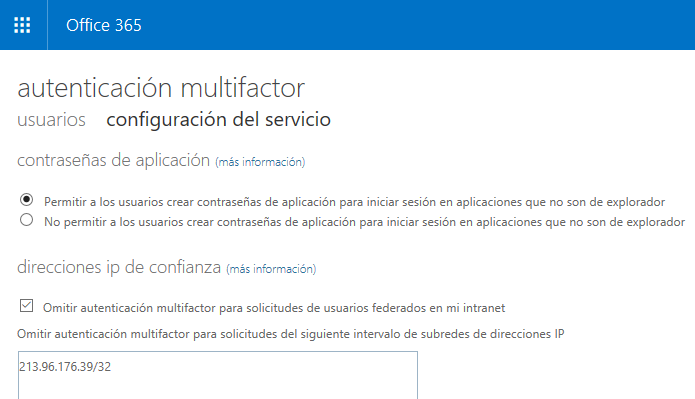 Office 365
autenticación multifactor
usuarios configuración del servicio
contraseñas de aplicación (más información)
Permitir a los usuarios crear contraseñas de aplicación para iniciar sesión en aplicaciones que no son de explorador
No permitir a los usuarios crear contraseñas de aplicación para iniciar sesión en aplicaciones que no son de explorador
direcciones ip de confianza (más información)
Omitir autenticación multifactor para solicitudes de usuarios federados en mi intranet
Omitir autenticación multifactor para solicitudes del siguiente intervalo de subredes de direcciones IP
213.96.176.39/32